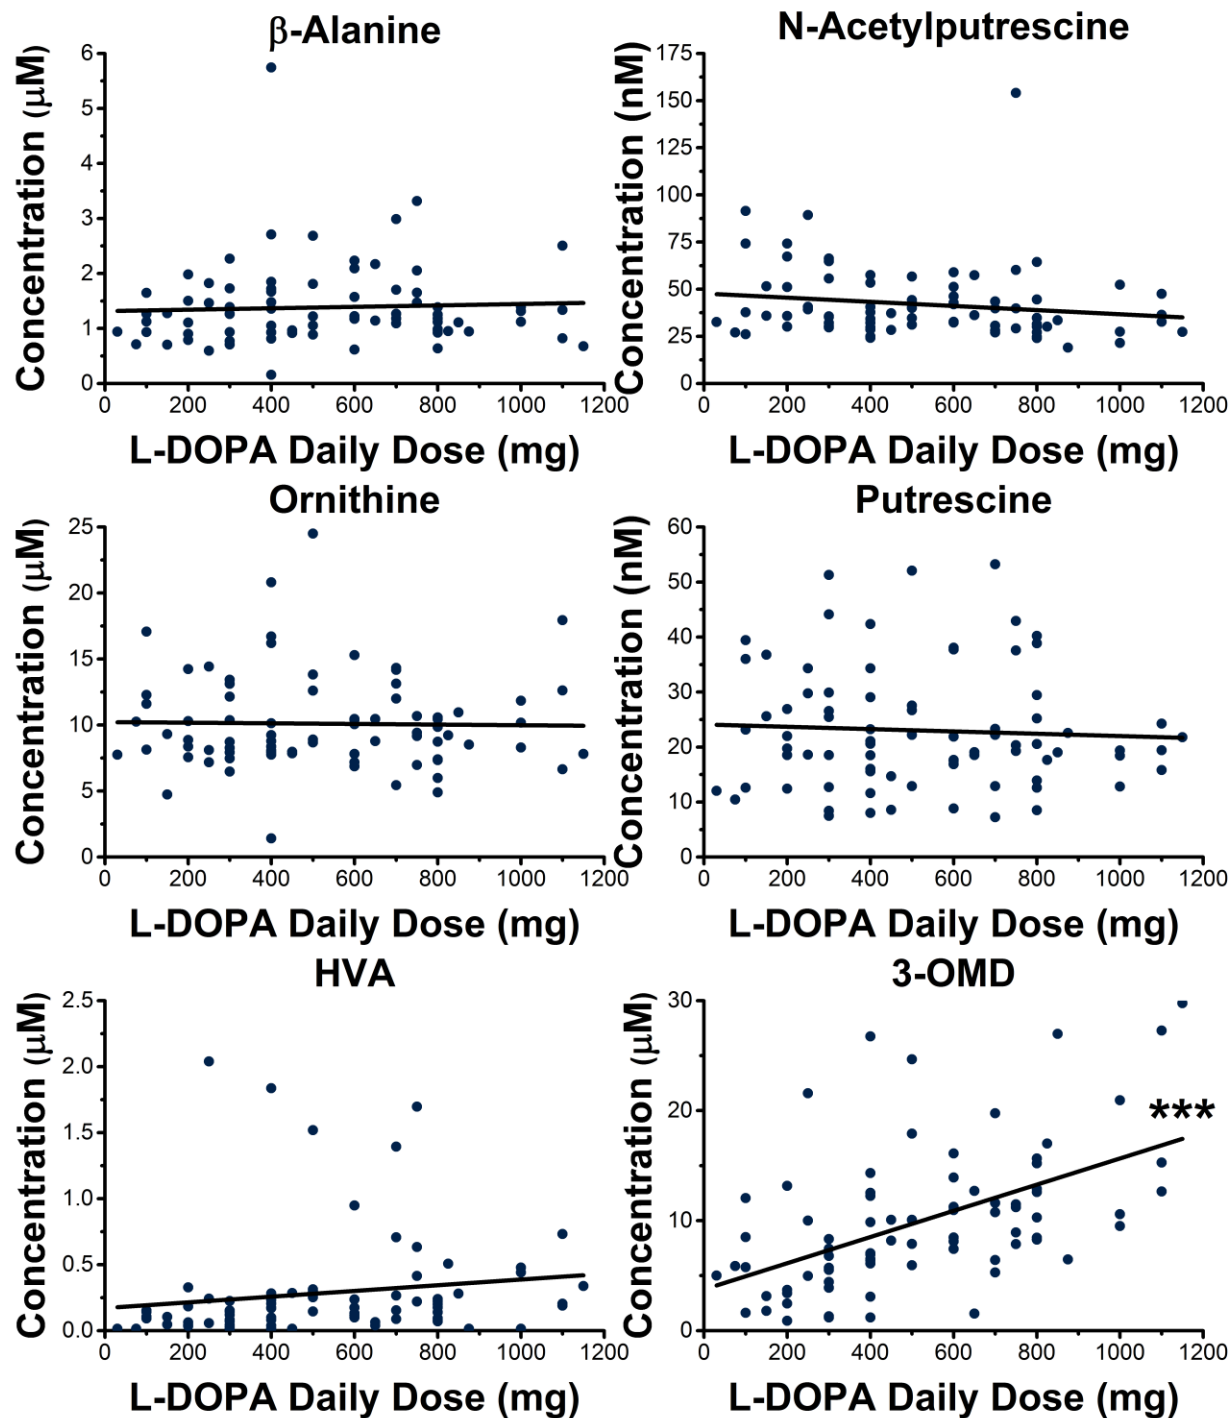 β-Alanine
Concentration (μM)
6
5
4
3
2
1
0
0 200 400 600 800 1000 1200
L-DOPA Daily Dose (mg)
N-Acetylputrescine
Concentration (nM)
175
150
125
100
75
50
25
0
0 200 400 600 800 1000 1200
L-DOPA Daily Dose (mg)
Ornithine
Concentration (μM)
25
20
15
10
5
0
0 200 400 600 800 1000 1200
L-DOPA Daily Dose (mg)
Putrescine
Concentration (nM)
60
50
40
30
20
10
0
0 200 400 600 800 1000 1200
L-DOPA Daily Dose (mg)
HVA
Concentration (μM)
2.5
2.0
1.5
1.0
0.5
0.0
0 200 400 600 800 1000 1200
L-DOPA Daily Dose (mg)
3-OMD
Concentration (μM)
30
20
10
0
***
0 200 400 600 800 1000 1200
L-DOPA Daily Dose (mg)